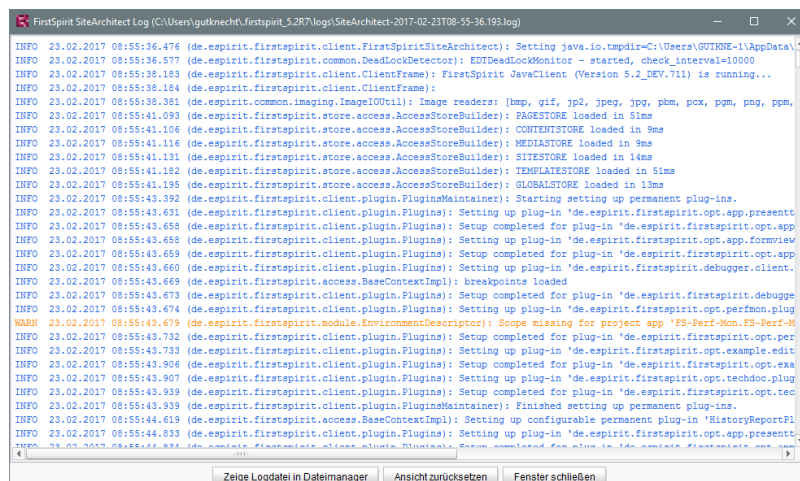 FirstSpirit SiteArchitect Log (C:\Users\gutknecht\.firstspirit_5.2R7\logs\SiteArchitect-2017-02-23T08-55-36.193.log)
INFO 23.02.2017 08:55:36.476 (de.espirit.firstspirit.client.FirstSpiritSiteArchitect): Setting java.io.tmpdir=C:\Users\GUTKNE~1\AppData\
INFO 23.02.2017 08:55:36.577 (de.espirit.firstspirit.common.DeadLockDetector): EDTDeadLockMonitor - started, check_interval=10000
INFO 23.02.2017 08:55:38.183 (de.espirit.firstspirit.client.ClientFrame): FirstSpirit JavaClient (Version 5.2_DEV.711) is running...
INFO 23.02.2017 08:55:38.184 (de.espirit.firstspirit.client.ClientFrame):
INFO 23.02.2017 08:55:38.381 (de.espirit.common.imaging.ImageIOUtil): Image readers: [bmp, gif, jp2, jpeg, jpg, pbm, pcx, pgm, png, ppm,
INFO 23.02.2017 08:55:41.093 (de.espirit.firstspirit.store.access.AccessStoreBuilder): PAGESTORE loaded in 51ms
INFO 23.02.2017 08:55:41.106 (de.espirit.firstspirit.store.access.AccessStoreBuilder): CONTENTSTORE loaded in 9ms
INFO 23.02.2017 08:55:41.116 (de.espirit.firstspirit.store.access.AccessStoreBuilder): MEDIASTORE loaded in 9ms
INFO 23.02.2017 08:55:41.131 (de.espirit.firstspirit.store.access.AccessStoreBuilder): SITESTORE loaded in 14ms
INFO 23.02.2017 08:55:41.182 (de.espirit.firstspirit.store.access.AccessStoreBuilder): TEMPLATESTORE loaded in 51ms
INFO 23.02.2017 08:55:41.195 (de.espirit.firstspirit.store.access.AccessStoreBuilder): GLOBALSTORE loaded in 13ms
INFO 23.02.2017 08:55:43.392 (de.espirit.firstspirit.client.plugin.PluginsMaintainer): Starting setting up permanent plug-ins.
INFO 23.02.2017 08:55:43.631 (de.espirit.firstspirit.client.plugin.Plugins): Setting up plug-in 'de.espirit.firstspirit.opt.app.presentt
INFO 23.02.2017 08:55:43.658 (de.espirit.firstspirit.client.plugin.Plugins): Setup completed for plug-in 'de.espirit.firstspirit.opt.app
INFO 23.02.2017 08:55:43.658 (de.espirit.firstspirit.client.plugin.Plugins): Setting up plug-in 'de.espirit.firstspirit.opt.app.formview
INFO 23.02.2017 08:55:43.659 (de.espirit.firstspirit.client.plugin.Plugins): Setup completed for plug-in 'de.espirit.firstspirit.opt.app
INFO 23.02.2017 08:55:43.660 (de.espirit.firstspirit.client.plugin.Plugins): Setting up plug-in 'de.espirit.firstspirit.debugger.client.
INFO 23.02.2017 08:55:43.669 (de.espirit.firstspirit.access.BaseContextImpl): breakpoints loaded
INFO 23.02.2017 08:55:43.673 (de.espirit.firstspirit.client.plugin.Plugins): Setup completed for plug-in 'de.espirit.firstspirit.debugge
INFO 23.02.2017 08:55:43.674 (de.espirit.firstspirit.client.plugin.Plugins): Setting up plug-in 'de.espirit.firstspirit.opt.perfmon.plug
WARN 23.02.2017 08:55:43.679 (de.espirit.firstspirit.module.EnvironmentDescriptor): Scope missing for project app 'FS-Perf-Mon.FS-Perf-M
INFO 23.02.2017 08:55:43.732 (de.espirit.firstspirit.client.plugin.Plugins): Setup completed for plug-in 'de.espirit.firstspirit.opt.per
INFO 23.02.2017 08:55:43.733 (de.espirit.firstspirit.client.plugin.Plugins): Setting up plug-in 'de.espirit.firstspirit.opt.example.edit
INFO 23.02.2017 08:55:43.906 (de.espirit.firstspirit.client.plugin.Plugins): Setup completed for plug-in 'de.espirit.firstspirit.opt.exa
INFO 23.02.2017 08:55:43.907 (de.espirit.firstspirit.client.plugin.Plugins): Setting up plug-in 'de.espirit.firstspirit.opt.techdoc.plug
INFO 23.02.2017 08:55:43.939 (de.espirit.firstspirit.client.plugin.Plugins): Setup completed for plug-in 'de.espirit.firstspirit.opt.tec
INFO 23.02.2017 08:55:43.939 (de.espirit.firstspirit.client.plugin.PluginsMaintainer): Finished setting up permanent plug-ins.
INFO 23.02.2017 08:55:44.619 (de.espirit.firstspirit.access.BaseContextImpl): Setting up configurable permanent plug-in 'HistoryReportPl
INFO 23.02.2017 08:55:44.833 (de.espirit.firstspirit.client.plugin.Plugins): Setting up plug-in 'de.espirit.firstspirit.opt.app.presentt
INFO 23.02.2017 08:55:44.834 (de.espirit.firstspirit.client.plugin.Plugins): Setup completed for plug-in 'de.espirit.firstspirit.opt.app
Zeige Logdatei in Dateimanager Ansicht zurücksetzen Fenster schließen